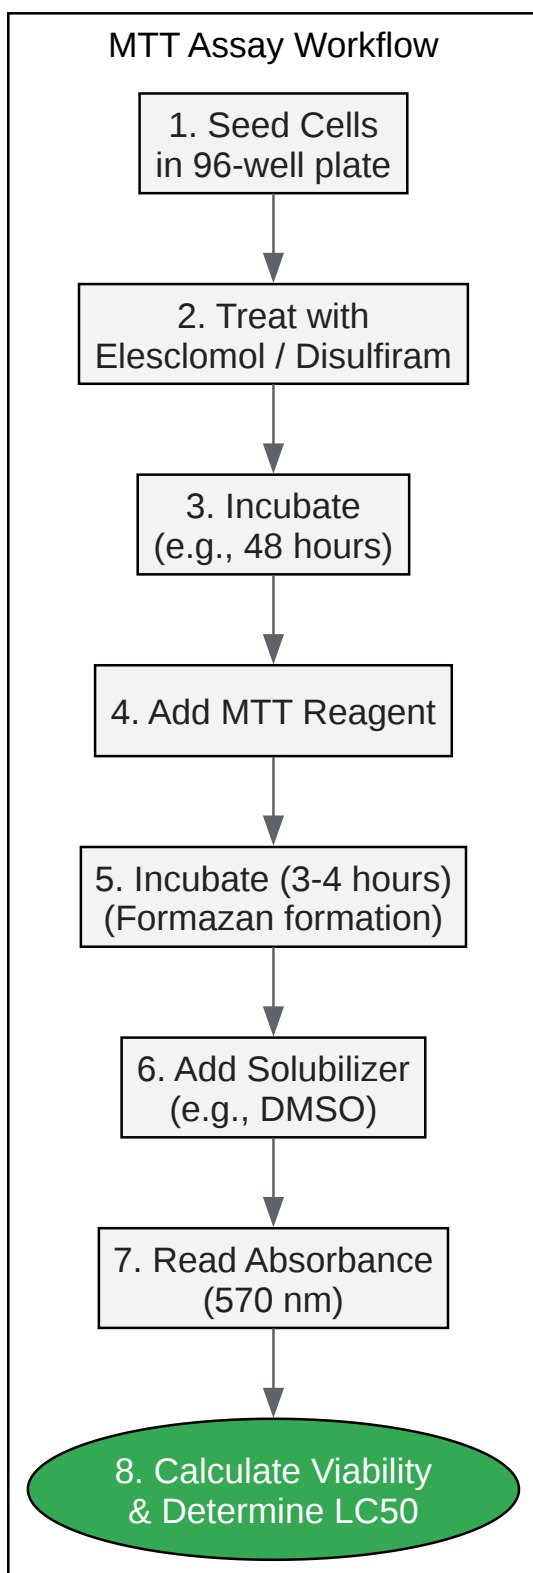 MTT Assay Workflow
1. Seed Cells
in 96-well plate
2. Treat with
Elesclomol / Disulfiram
3. Incubate
(e.g., 48 hours)
4. Add MTT Reagent
5. Incubate (3-4 hours)
(Formazan formation)
6. Add Solubilizer
(e.g., DMSO)
7. Read Absorbance
(570 nm)
8. Calculate Viability
& Determine LC50